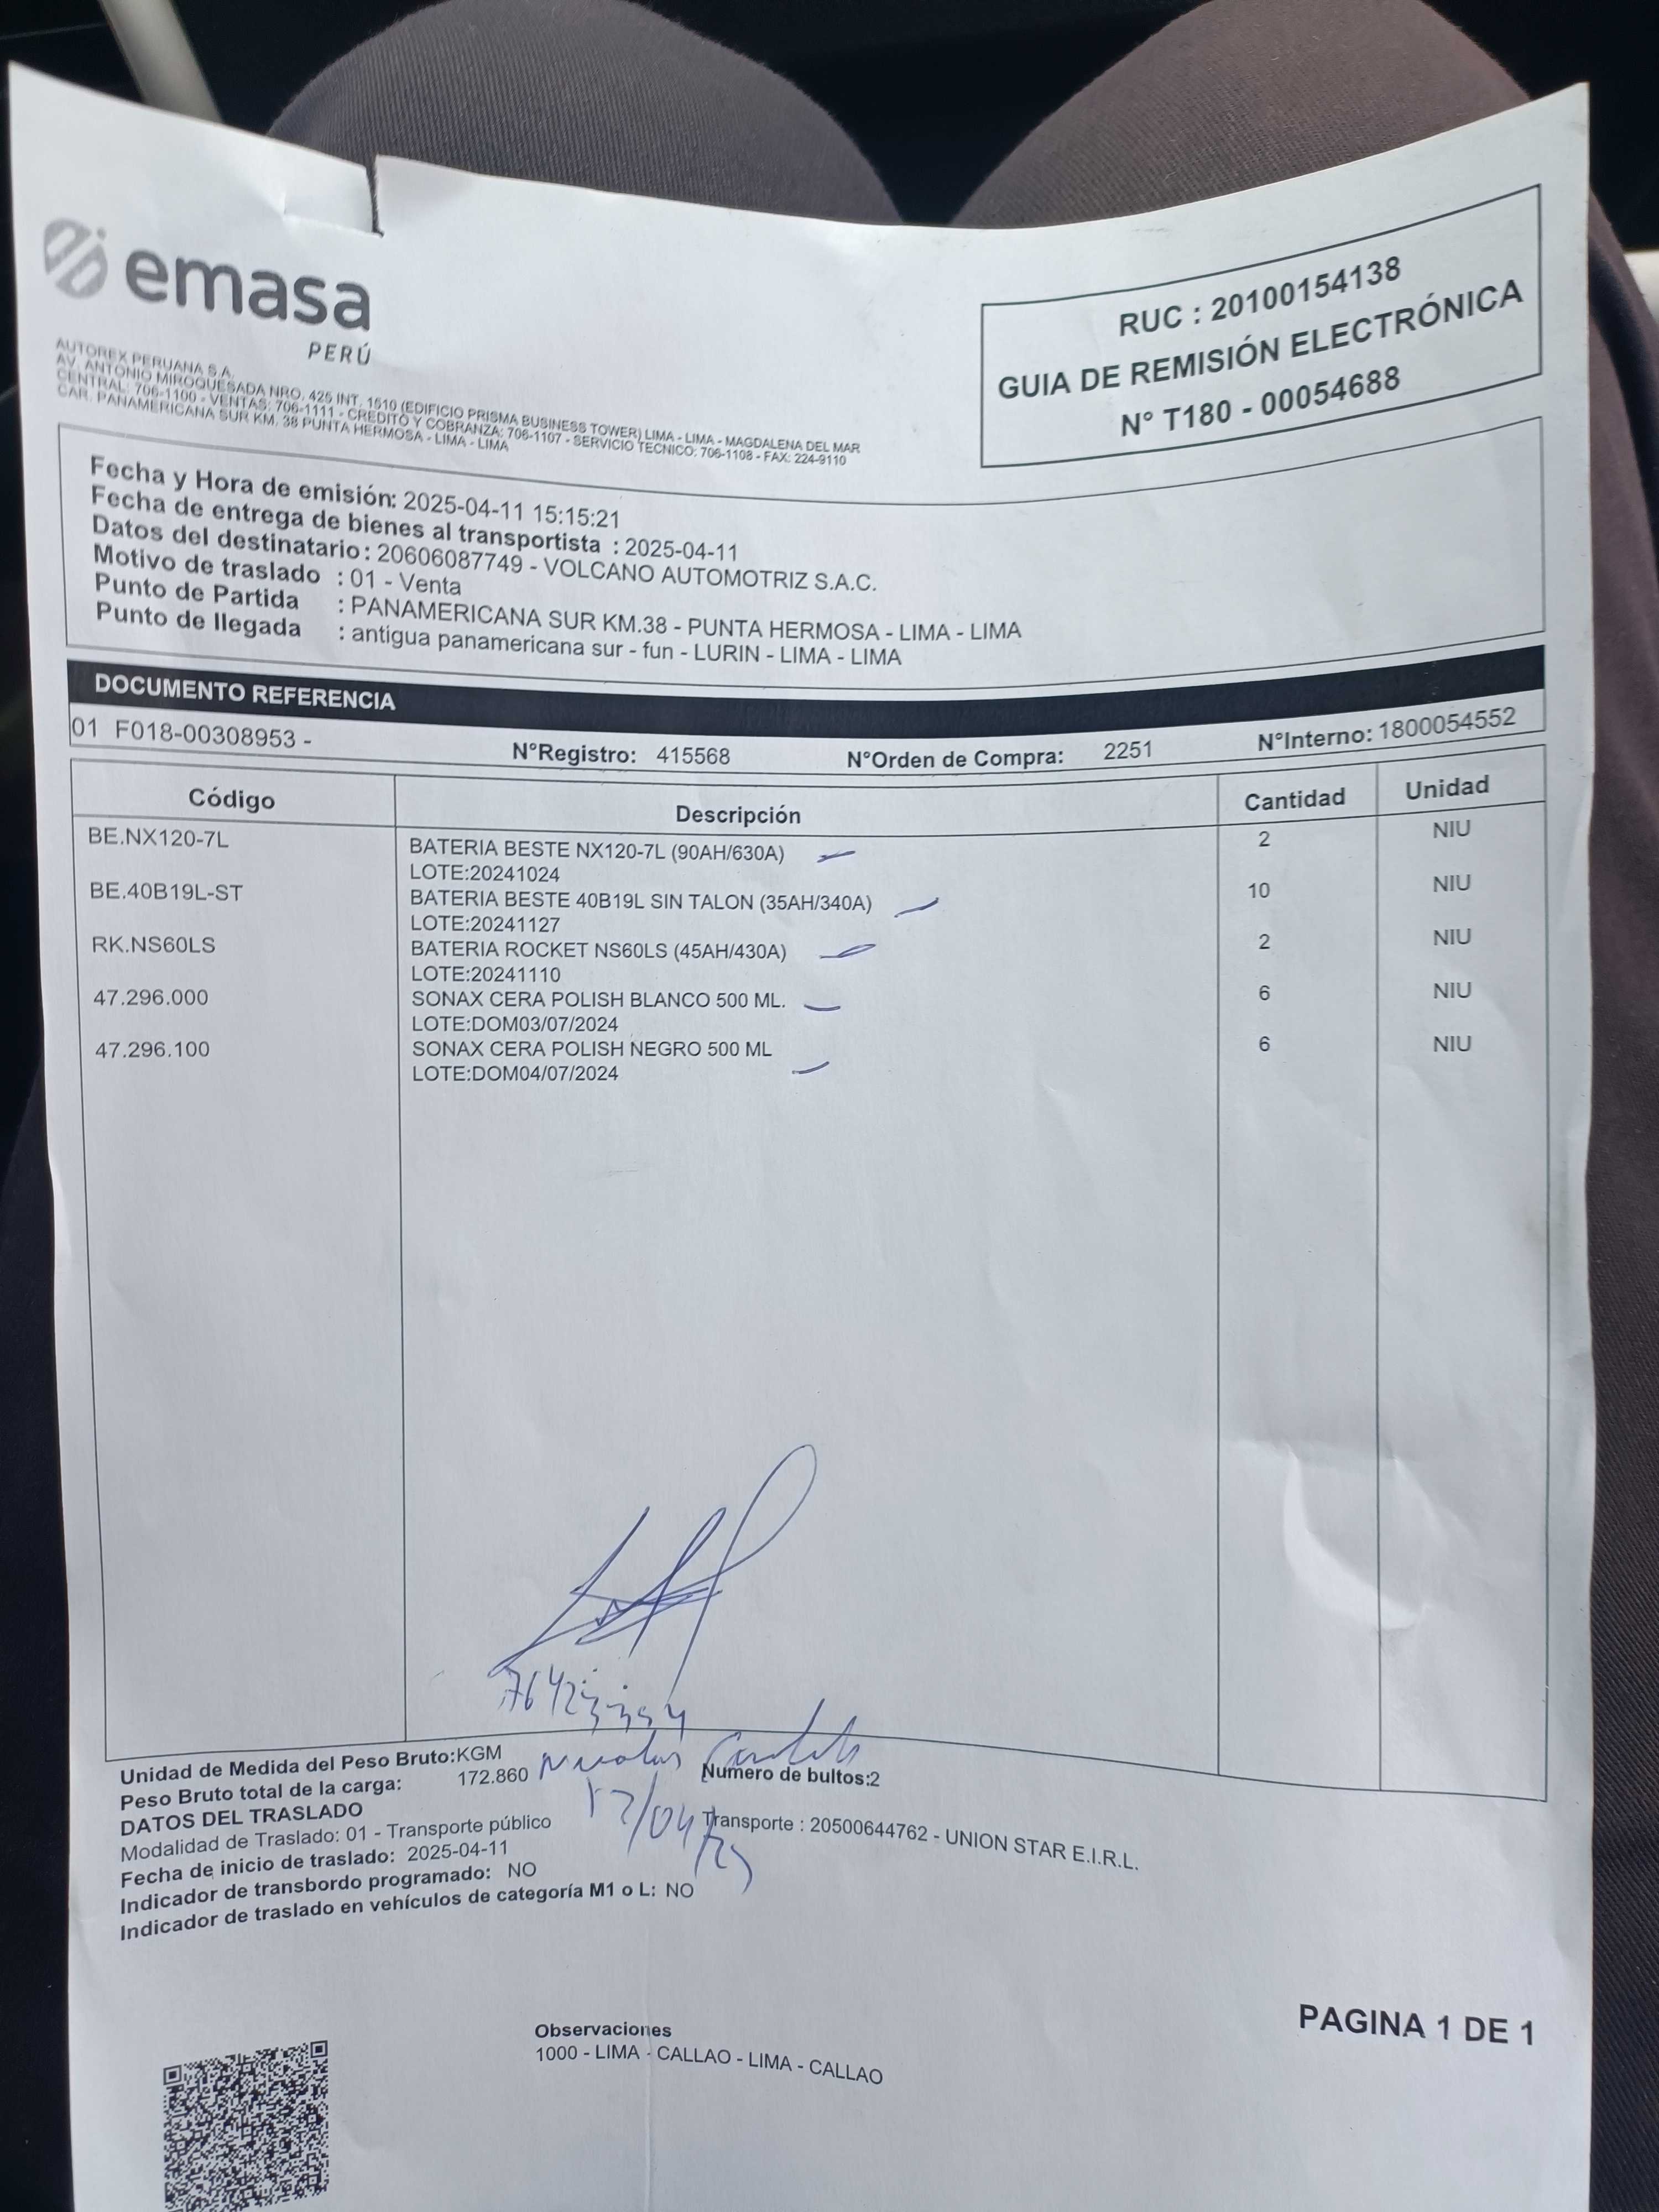 emasa
PERÚ
AUTOREX PERUANA S.A.
AV. ANTONIO MIROQUESADA NRO. 425 INT. 1510 (EDIFICIO PRISMA BUSINESS TOWER) LIMA - LIMA - MAGDALENA DEL MAR
CENTRAL: 706-1100 - VENTAS: 706-1111 - CREDITO Y COBRANZA: 706-1107 - SERVICIO TECNICO: 706-1108 - FAX: 224-9110
CAR. PANAMERICANA SUR KM. 38 PUNTA HERMOSA - LIMA - LIMA
RUC : 20100154138
GUIA DE REMISIÓN ELECTRÓNICA
N° T180 - 00054688
Fecha y Hora de emisión: 2025-04-11 15:15:21
Fecha de entrega de bienes al transportista : 2025-04-11
Datos del destinatario : 20606087749 - VOLCANO AUTOMOTRIZ S.A.C.
Motivo de traslado : 01 - Venta
Punto de Partida : PANAMERICANA SUR KM.38 - PUNTA HERMOSA - LIMA - LIMA
Punto de llegada : antigua panamericana sur - fun - LURIN - LIMA - LIMA
DOCUMENTO REFERENCIA
01 F018-00308953 - N°Registro: 415568 N°Orden de Compra: 2251 N°Interno: 1800054552
Código Descripción Cantidad Unidad
BE.NX120-7L BATERIA BESTE NX120-7L (90AH/630A) 2 NIU
LOTE:20241024
BE.40B19L-ST BATERIA BESTE 40B19L SIN TALON (35AH/340A) 10 NIU
LOTE:20241127
RK.NS60LS BATERIA ROCKET NS60LS (45AH/430A) 2 NIU
LOTE:20241110
47.296.000 SONAX CERA POLISH BLANCO 500 ML. 6 NIU
LOTE:DOM03/07/2024
47.296.100 SONAX CERA POLISH NEGRO 500 ML 6 NIU
LOTE:DOM04/07/2024
Unidad de Medida del Peso Bruto:KGM
Peso Bruto total de la carga: 172.860 Numero de bultos:2
DATOS DEL TRASLADO
Modalidad de Traslado: 01 - Transporte público Transporte : 20500644762 - UNION STAR E.I.R.L.
Fecha de inicio de traslado: 2025-04-11
Indicador de transbordo programado: NO
Indicador de traslado en vehículos de categoría M1 o L: NO
Observaciones
1000 - LIMA - CALLAO - LIMA - CALLAO
PAGINA 1 DE 1